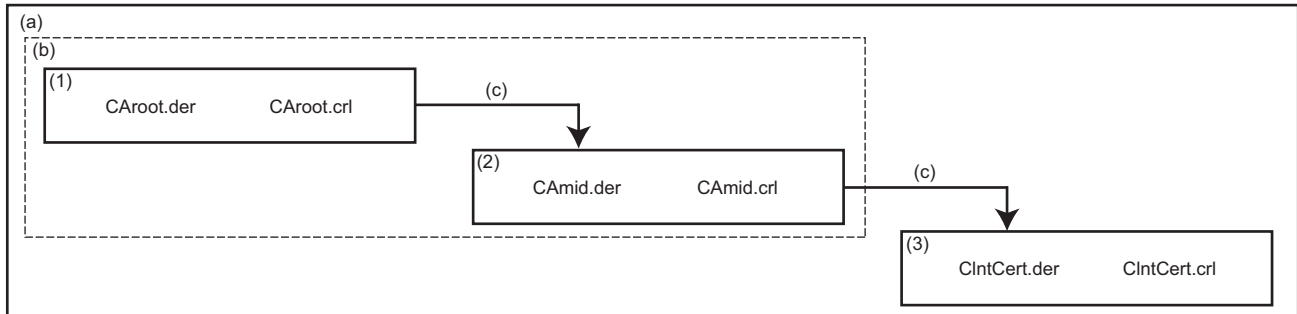 (a)
(b)
(1)
CAroot.der CAroot.crl
(c)
(2)
CAmid.der CAmid.crl
(c)
(3)
ClntCert.der ClntCert.crl